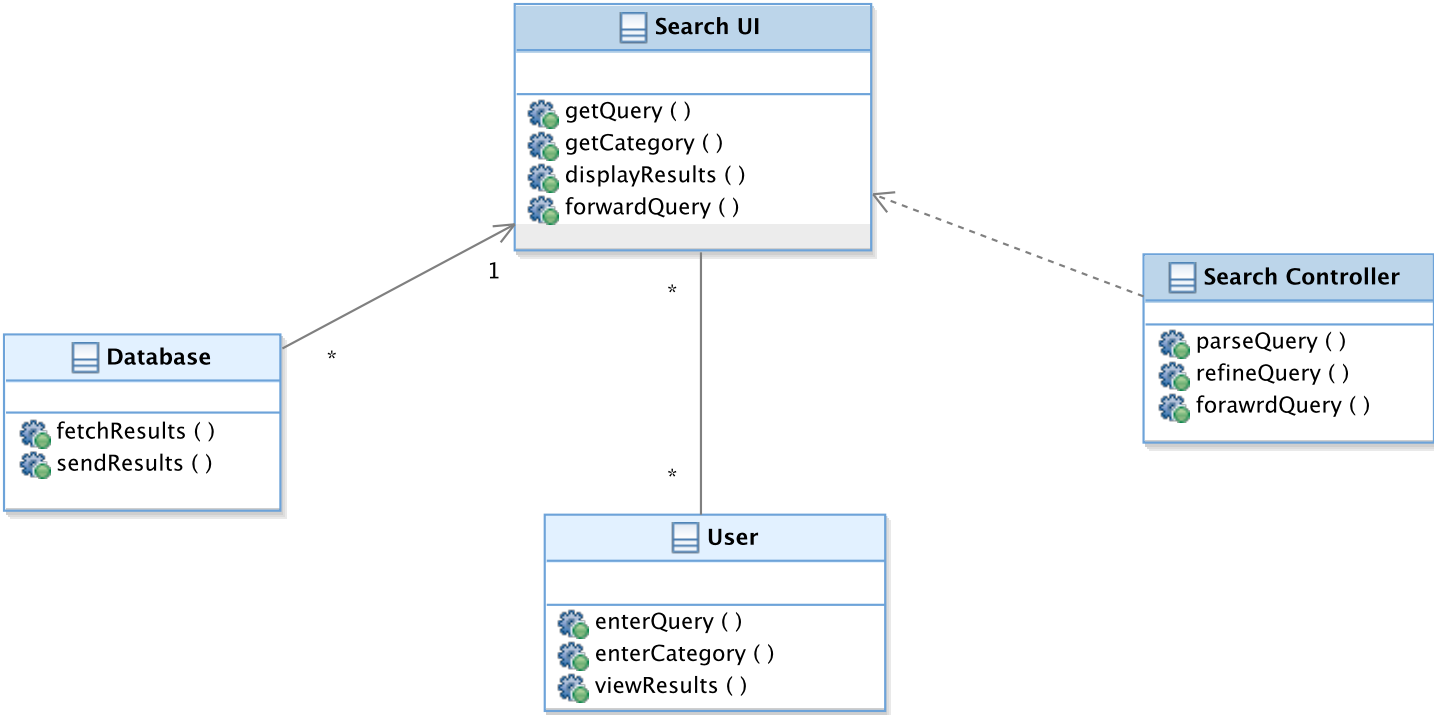 Search UI
getQuery ( )
getCategory ( )
displayResults ( )
forwardQuery ( )
1
*
*
*
Database
fetchResults ( )
sendResults ( )
Search Controller
parseQuery ( )
refineQuery ( )
forawrdQuery ( )
User
enterQuery ( )
enterCategory ( )
viewResults ( )